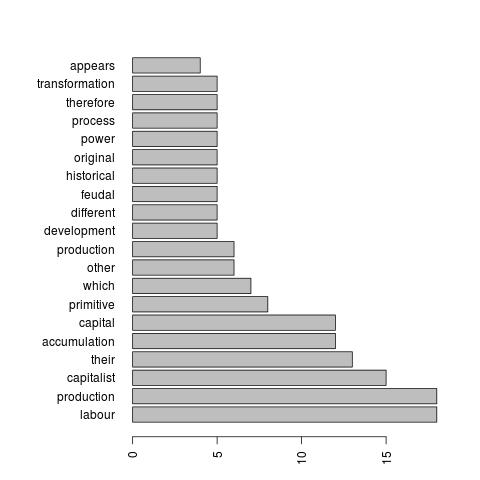 appears
transformation
therefore
process
power
original
historical
feudal
different
development
production
other
which
primitive
capital
accumulation
their
capitalist
production
labour
0 5 10 15